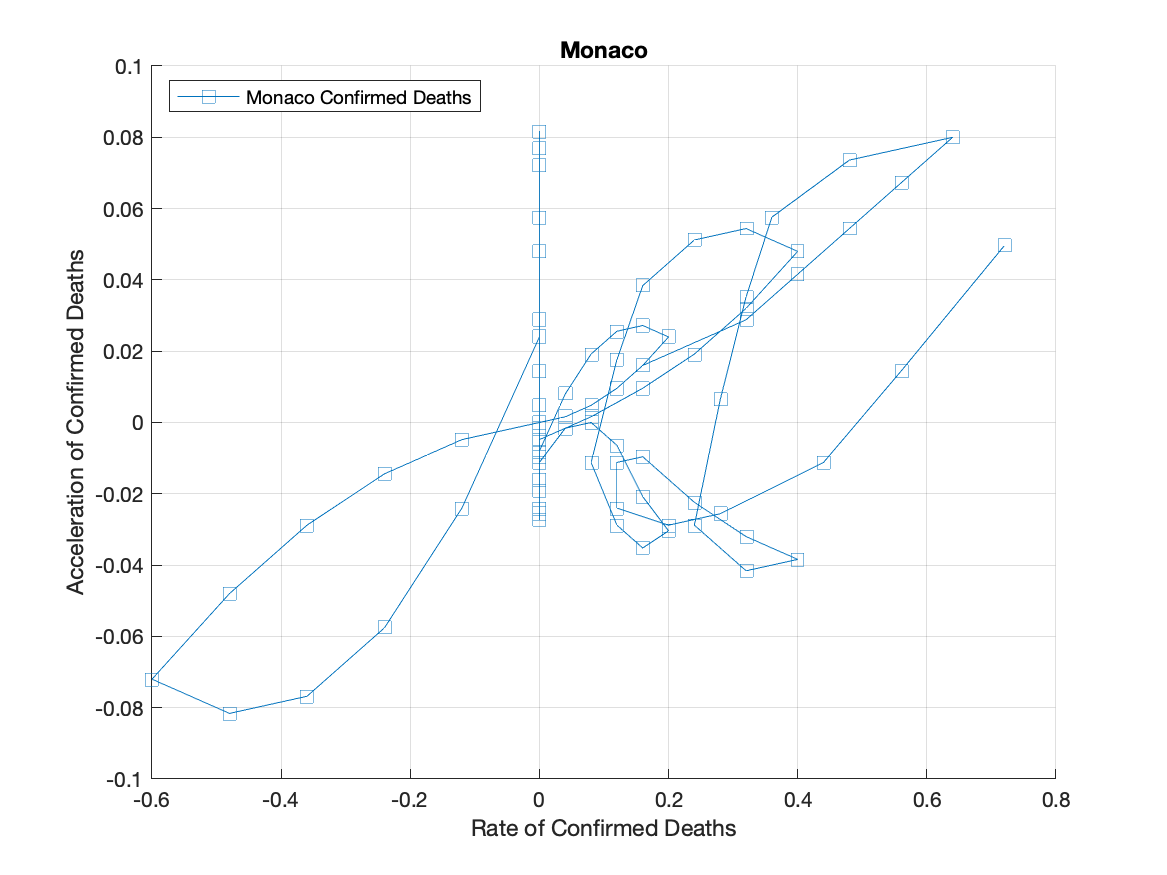 Monaco
Monaco Confirmed Deaths
0.1
0.08
0.06
0.04
0.02
0
-0.02
-0.04
-0.06
-0.08
-0.1
Acceleration of Confirmed Deaths
-0.6 -0.4 -0.2 0 0.2 0.4 0.6 0.8
Rate of Confirmed Deaths